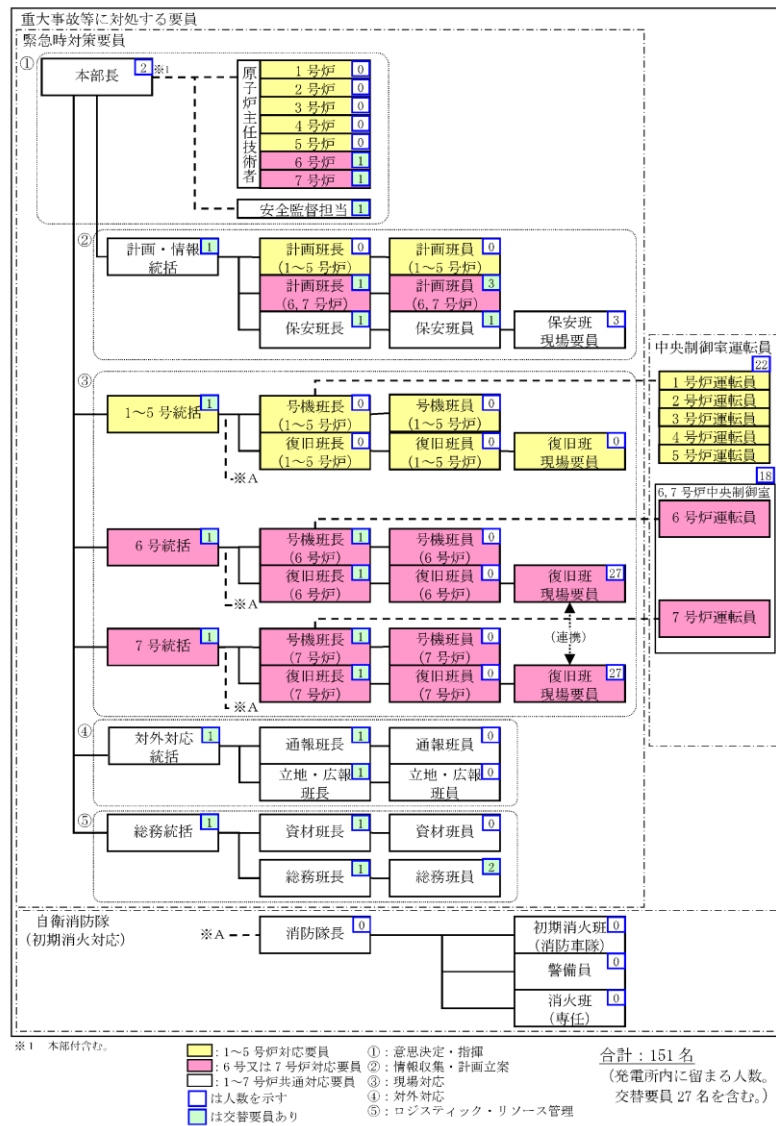 重大事故等に対処する要員
緊急時対策要員
①
本部長 2 ※1
原子炉主任技術者
1号炉 0
2号炉 0
3号炉 0
4号炉 0
5号炉 0
6号炉 1
7号炉 1
安全監督担当 1
②
計画・情報 1
統括
計画班長 0
(1～5号炉)
計画班員 0
(1～5号炉)
計画班長 1
(6,7号炉)
計画班員 3
(6,7号炉)
保安班長 1
保安班員 1
保安班 3
現場要員
中央制御室運転員
22
1号炉運転員
2号炉運転員
3号炉運転員
4号炉運転員
5号炉運転員
18
6,7号炉中央制御室
6号炉運転員
7号炉運転員
③
1～5号統括 1
※A
号機班長 0
(1～5号炉)
号機班員 0
(1～5号炉)
復旧班長 0
(1～5号炉)
復旧班員 0
(1～5号炉)
復旧班 0
現場要員
6号統括 1
※A
号機班長 1
(6号炉)
号機班員 0
(6号炉)
復旧班長 1
(6号炉)
復旧班員 0
(6号炉)
復旧班 27
現場要員
(連携)
7号統括 1
※A
号機班長 1
(7号炉)
号機班員 0
(7号炉)
復旧班長 1
(7号炉)
復旧班員 0
(7号炉)
復旧班 27
現場要員
④
対外対応 1
統括
通報班長 1
通報班員 0
立地・広報 1
班長
立地・広報 0
班員
⑤
総務統括 1
資材班長 1
資材班員 0
総務班長 1
総務班員 2
自衛消防隊
(初期消火対応)
※A
消防隊長 0
初期消火班 0
(消防車隊)
警備員 0
消火班 0
(専任)
※1 本部付含む。
：1～5号炉対応要員
：6号又は7号炉対応要員
：1～7号炉共通対応要員
は人数を示す
は交替要員あり
①：意思決定・指揮
②：情報収集・計画立案
③：現場対応
④：対外対応
⑤：ロジスティック・リソース管理
合計：151名
(発電所内に留まる人数。
交替要員27名を含む。)